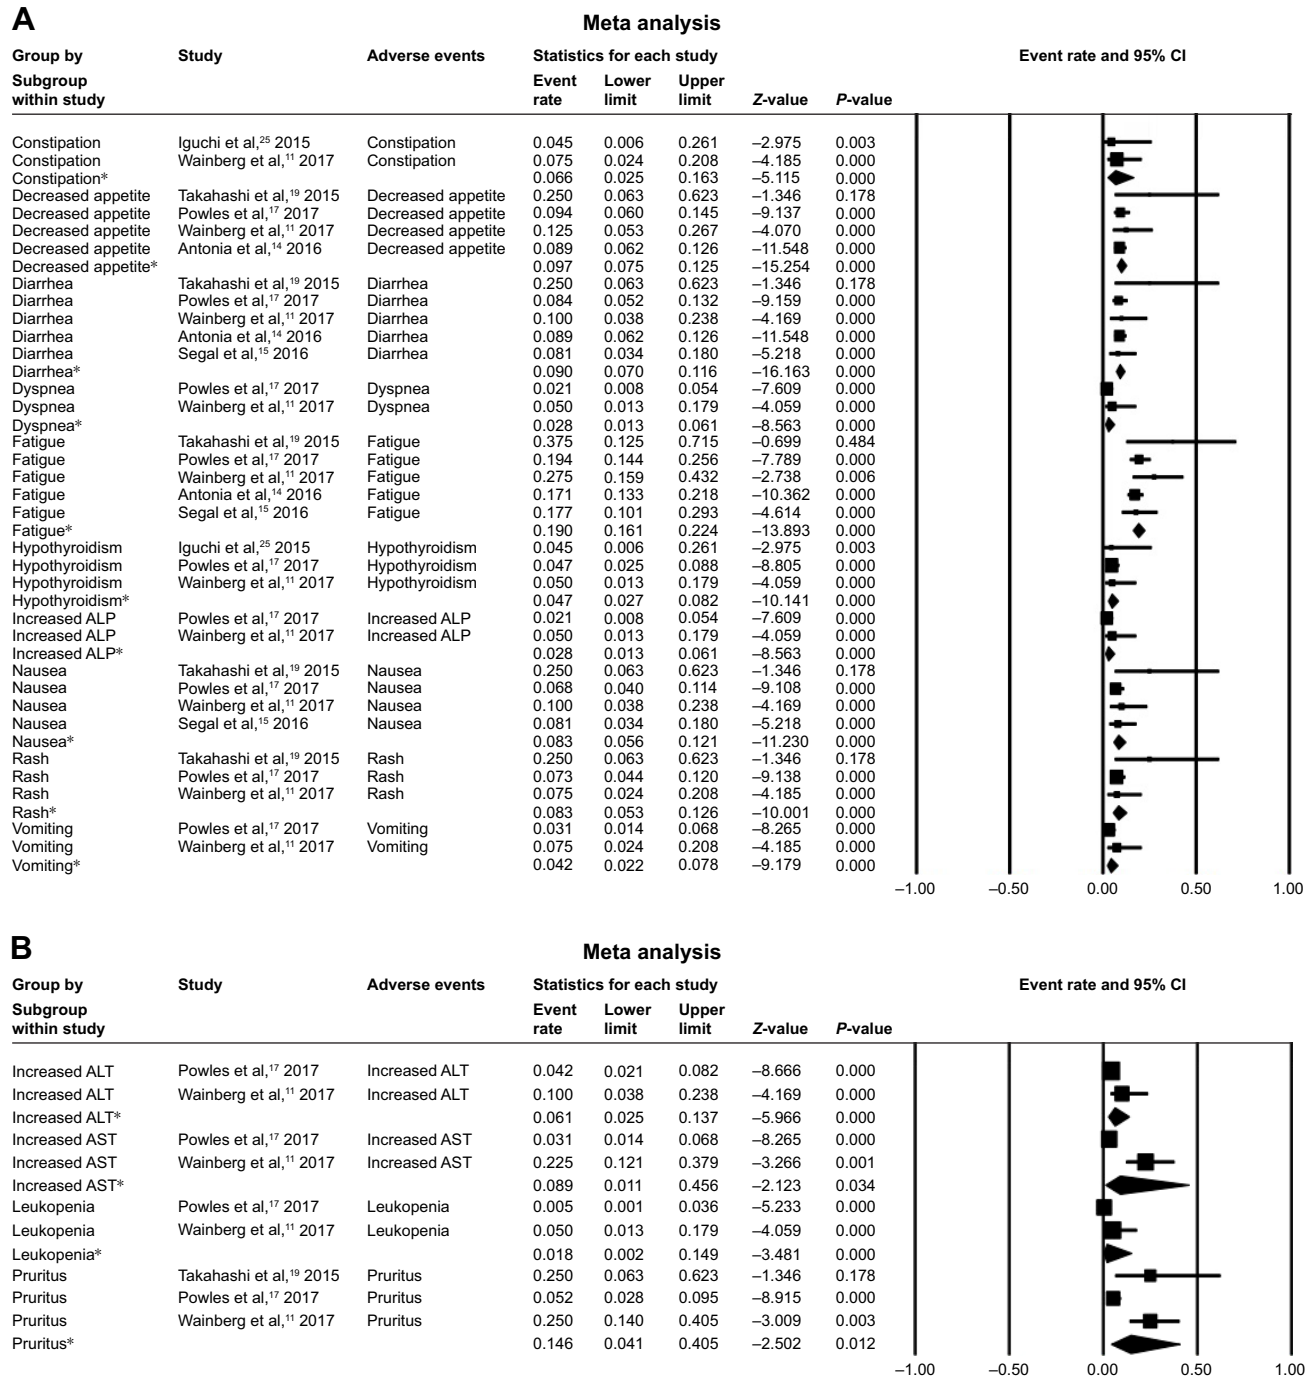 A
Meta analysis
Group by Study Adverse events Statistics for each study Event rate and 95% CI
Subgroup within study Event rate Lower limit Upper limit Z-value P-value
Constipation Iguchi et al,25 2015 Constipation 0.045 0.006 0.261 –2.975 0.003
Constipation Wainberg et al,11 2017 Constipation 0.075 0.024 0.208 –4.185 0.000
Constipation* 0.066 0.025 0.163 –5.115 0.000
Decreased appetite Takahashi et al,19 2015 Decreased appetite 0.250 0.063 0.623 –1.346 0.178
Decreased appetite Powles et al,17 2017 Decreased appetite 0.094 0.060 0.145 –9.137 0.000
Decreased appetite Wainberg et al,11 2017 Decreased appetite 0.125 0.053 0.267 –4.070 0.000
Decreased appetite Antonia et al,14 2016 Decreased appetite 0.089 0.062 0.126 –11.548 0.000
Decreased appetite* 0.097 0.075 0.125 –15.254 0.000
Diarrhea Takahashi et al,19 2015 Diarrhea 0.250 0.063 0.623 –1.346 0.178
Diarrhea Powles et al,17 2017 Diarrhea 0.084 0.052 0.132 –9.159 0.000
Diarrhea Wainberg et al,11 2017 Diarrhea 0.100 0.038 0.238 –4.169 0.000
Diarrhea Antonia et al,14 2016 Diarrhea 0.089 0.062 0.126 –11.548 0.000
Diarrhea Segal et al,15 2016 Diarrhea 0.081 0.034 0.180 –5.218 0.000
Diarrhea* 0.090 0.070 0.116 –16.163 0.000
Dyspnea Powles et al,17 2017 Dyspnea 0.021 0.008 0.054 –7.609 0.000
Dyspnea Wainberg et al,11 2017 Dyspnea 0.050 0.013 0.179 –4.059 0.000
Dyspnea* 0.028 0.013 0.061 –8.563 0.000
Fatigue Takahashi et al,19 2015 Fatigue 0.375 0.125 0.715 –0.699 0.484
Fatigue Powles et al,17 2017 Fatigue 0.194 0.144 0.256 –7.789 0.000
Fatigue Wainberg et al,11 2017 Fatigue 0.275 0.159 0.432 –2.738 0.006
Fatigue Antonia et al,14 2016 Fatigue 0.171 0.133 0.218 –10.362 0.000
Fatigue Segal et al,15 2016 Fatigue 0.177 0.101 0.293 –4.614 0.000
Fatigue* 0.190 0.161 0.224 –13.893 0.000
Hypothyroidism Iguchi et al,25 2015 Hypothyroidism 0.045 0.006 0.261 –2.975 0.003
Hypothyroidism Powles et al,17 2017 Hypothyroidism 0.047 0.025 0.088 –8.805 0.000
Hypothyroidism Wainberg et al,11 2017 Hypothyroidism 0.050 0.013 0.179 –4.059 0.000
Hypothyroidism* 0.047 0.027 0.082 –10.141 0.000
Increased ALP Powles et al,17 2017 Increased ALP 0.021 0.008 0.054 –7.609 0.000
Increased ALP Wainberg et al,11 2017 Increased ALP 0.050 0.013 0.179 –4.059 0.000
Increased ALP* 0.028 0.013 0.061 –8.563 0.000
Nausea Takahashi et al,19 2015 Nausea 0.250 0.063 0.623 –1.346 0.178
Nausea Powles et al,17 2017 Nausea 0.068 0.040 0.114 –9.108 0.000
Nausea Wainberg et al,11 2017 Nausea 0.100 0.038 0.238 –4.169 0.000
Nausea Segal et al,15 2016 Nausea 0.081 0.034 0.180 –5.218 0.000
Nausea* 0.083 0.056 0.121 –11.230 0.000
Rash Takahashi et al,19 2015 Rash 0.250 0.063 0.623 –1.346 0.178
Rash Powles et al,17 2017 Rash 0.073 0.044 0.120 –9.138 0.000
Rash Wainberg et al,11 2017 Rash 0.075 0.024 0.208 –4.185 0.000
Rash* 0.083 0.053 0.126 –10.001 0.000
Vomiting Powles et al,17 2017 Vomiting 0.031 0.014 0.068 –8.265 0.000
Vomiting Wainberg et al,11 2017 Vomiting 0.075 0.024 0.208 –4.185 0.000
Vomiting* 0.042 0.022 0.078 –9.179 0.000
–1.00 –0.50 0.00 0.50 1.00
B
Meta analysis
Group by Study Adverse events Statistics for each study Event rate and 95% CI
Subgroup within study Event rate Lower limit Upper limit Z-value P-value
Increased ALT Powles et al,17 2017 Increased ALT 0.042 0.021 0.082 –8.666 0.000
Increased ALT Wainberg et al,11 2017 Increased ALT 0.100 0.038 0.238 –4.169 0.000
Increased ALT* 0.061 0.025 0.137 –5.966 0.000
Increased AST Powles et al,17 2017 Increased AST 0.031 0.014 0.068 –8.265 0.000
Increased AST Wainberg et al,11 2017 Increased AST 0.225 0.121 0.379 –3.266 0.001
Increased AST* 0.089 0.011 0.456 –2.123 0.034
Leukopenia Powles et al,17 2017 Leukopenia 0.005 0.001 0.036 –5.233 0.000
Leukopenia Wainberg et al,11 2017 Leukopenia 0.050 0.013 0.179 –4.059 0.000
Leukopenia* 0.018 0.002 0.149 –3.481 0.000
Pruritus Takahashi et al,19 2015 Pruritus 0.250 0.063 0.623 –1.346 0.178
Pruritus Powles et al,17 2017 Pruritus 0.052 0.028 0.095 –8.915 0.000
Pruritus Wainberg et al,11 2017 Pruritus 0.250 0.140 0.405 –3.009 0.003
Pruritus* 0.146 0.041 0.405 –2.502 0.012
–1.00 –0.50 0.00 0.50 1.00